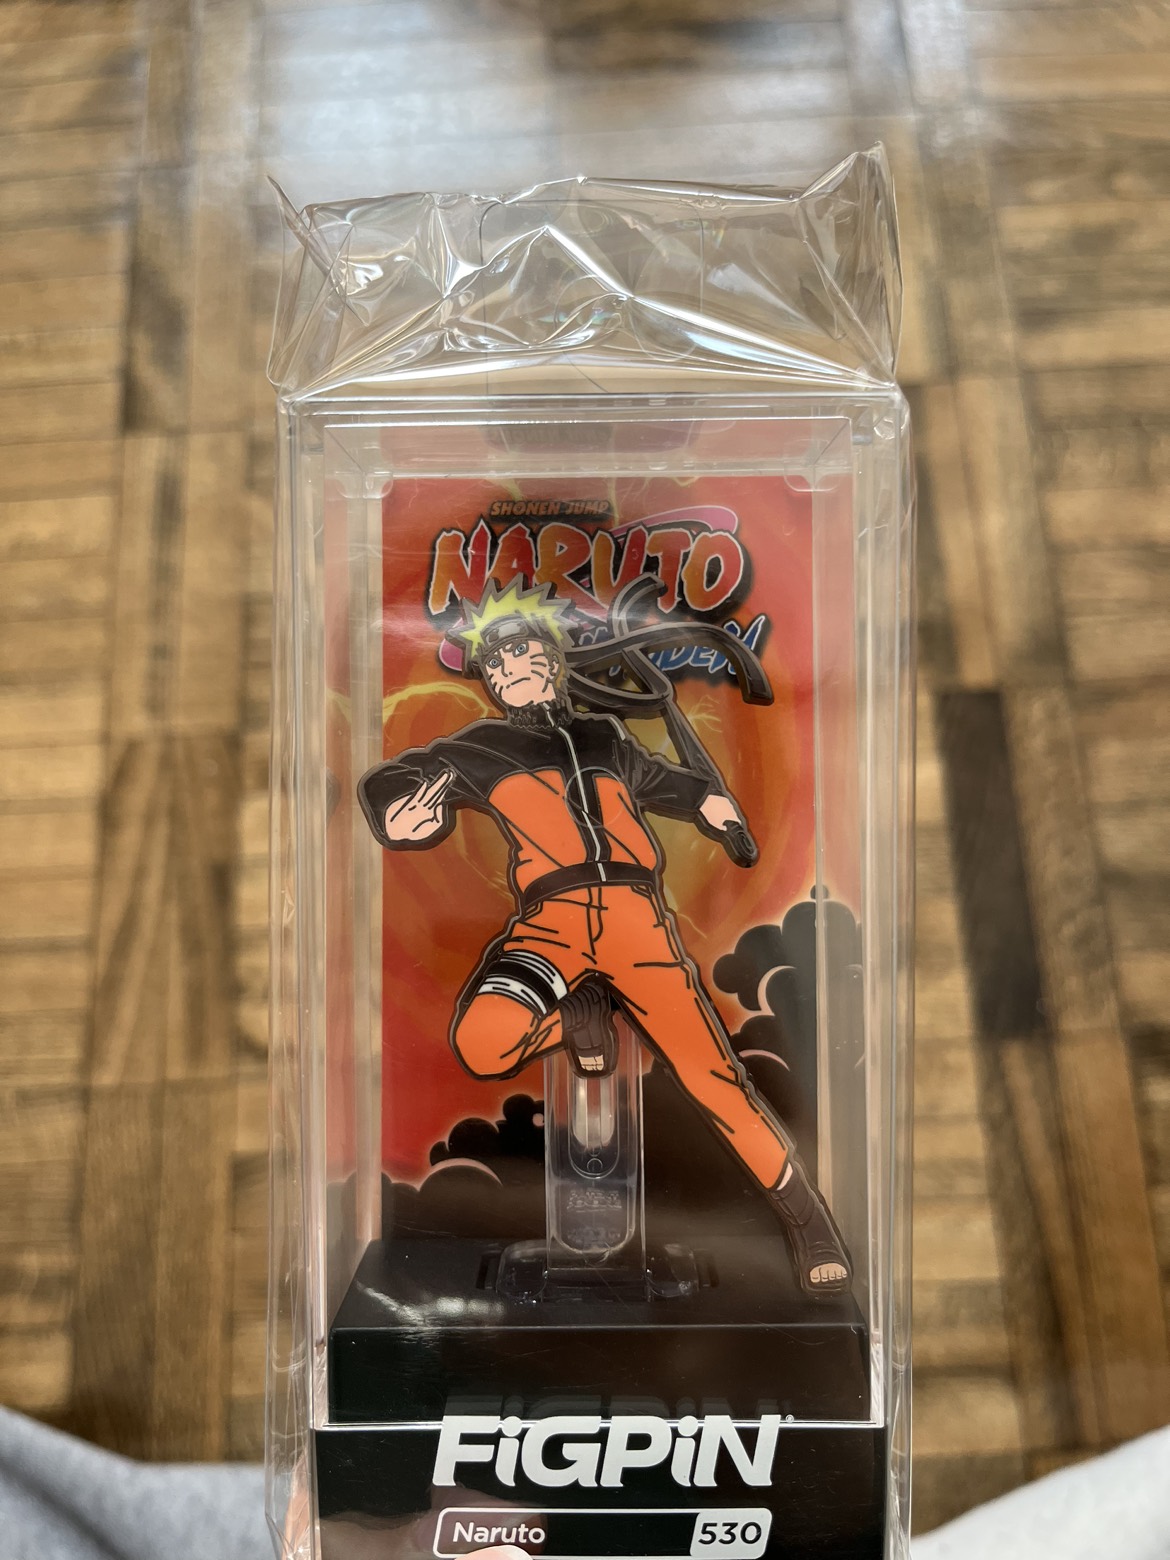 SHONEN JUMP
NARUTO
FiGPiN
Naruto 530